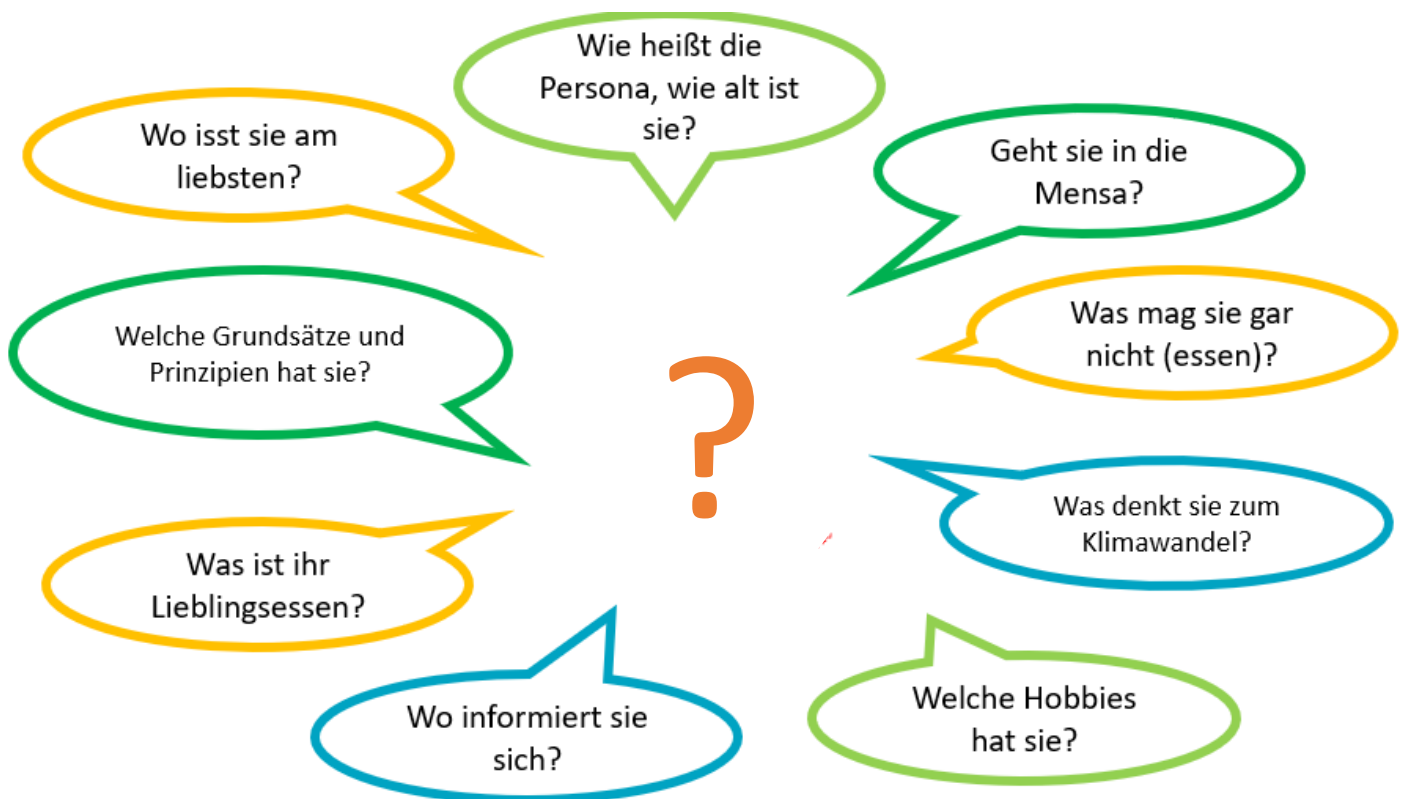 Wie heißt die
Persona, wie alt ist
sie?
Wo isst sie am
liebsten?
Geht sie in die
Mensa?
Welche Grundsätze und
Prinzipien hat sie?
Was mag sie gar
nicht (essen)?
?
Was denkt sie zum
Klimawandel?
Was ist ihr
Lieblingsessen?
Wo informiert sie
sich?
Welche Hobbies
hat sie?